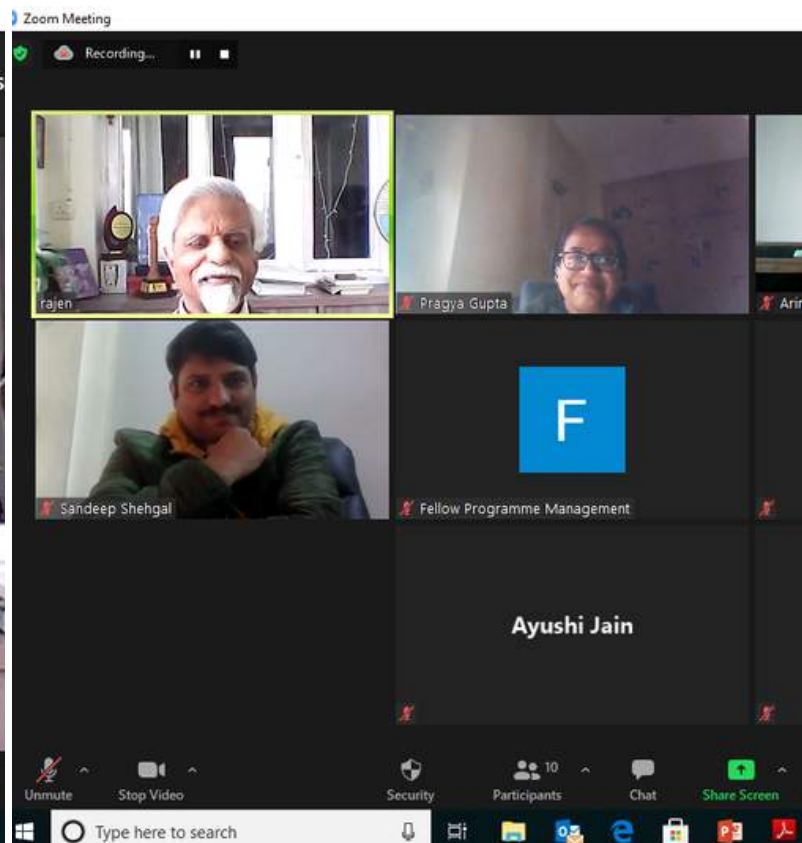 Zoom Meeting
Recording...
rajen
Pragya Gupta
Sandeep Shehgal
Fellow Programme Management
F
Ayushi Jain
10
Unmute
Stop Video
Security
Participants
Chat
Share Screen
Type here to search